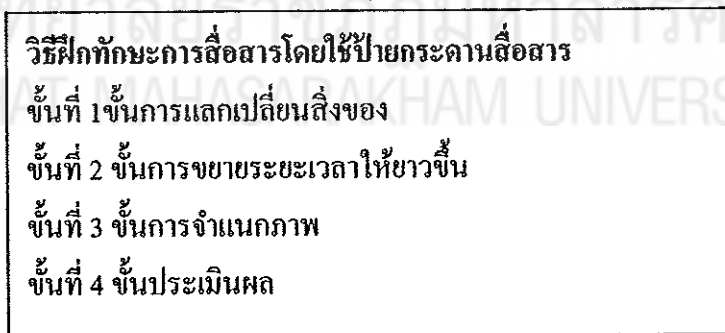 วิธีฝึกทักษะการสื่อสารโดยใช้ป้ายกระดานสื่อสาร
AT MAHASARAKHAM UNIVERS
ขั้นที่ 1ขั้นการแลกเปลี่ยนสิ่งของ
ขั้นที่ 2 ขั้นการขยายระยะเวลาให้ยาวขึ้น
ขั้นที่ 3 ขั้นการจำแนกภาพ
ขั้นที่ 4 ขั้นประเมินผล